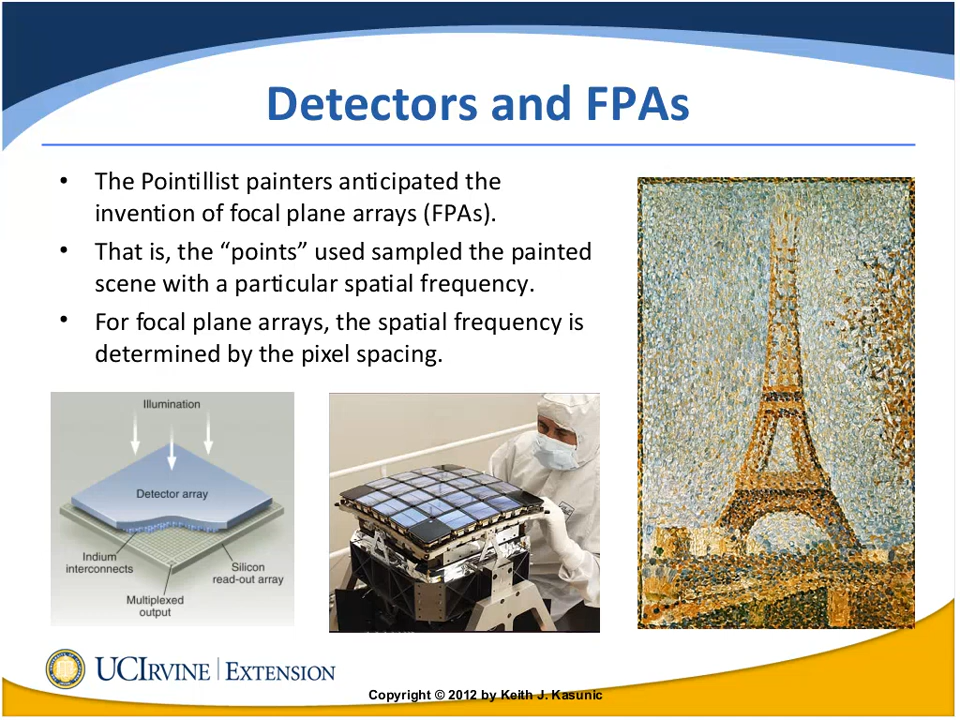 Detectors and FPAs
• The Pointillist painters anticipated the
invention of focal plane arrays (FPAs).
• That is, the “points” used sampled the painted
scene with a particular spatial frequency.
• For focal plane arrays, the spatial frequency is
determined by the pixel spacing.
Illumination
Detector array
Indium
interconnects
Silicon
read-out array
Multiplexed
output
UCIRVINE | EXTENSION
Copyright © 2012 by Keith J. Kasunic